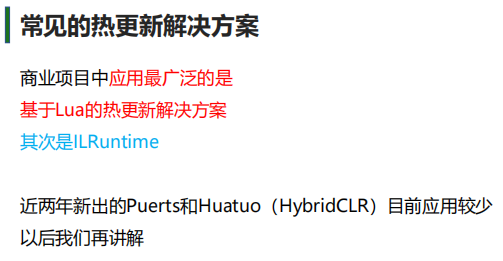 常见的热更新解决方案
商业项目中应用最广泛的是
基于Lua的热更新解决方案
其次是ILRuntime
近两年新出的Puerts和Huatuo（HybridCLR）目前应用较少
以后我们再讲解